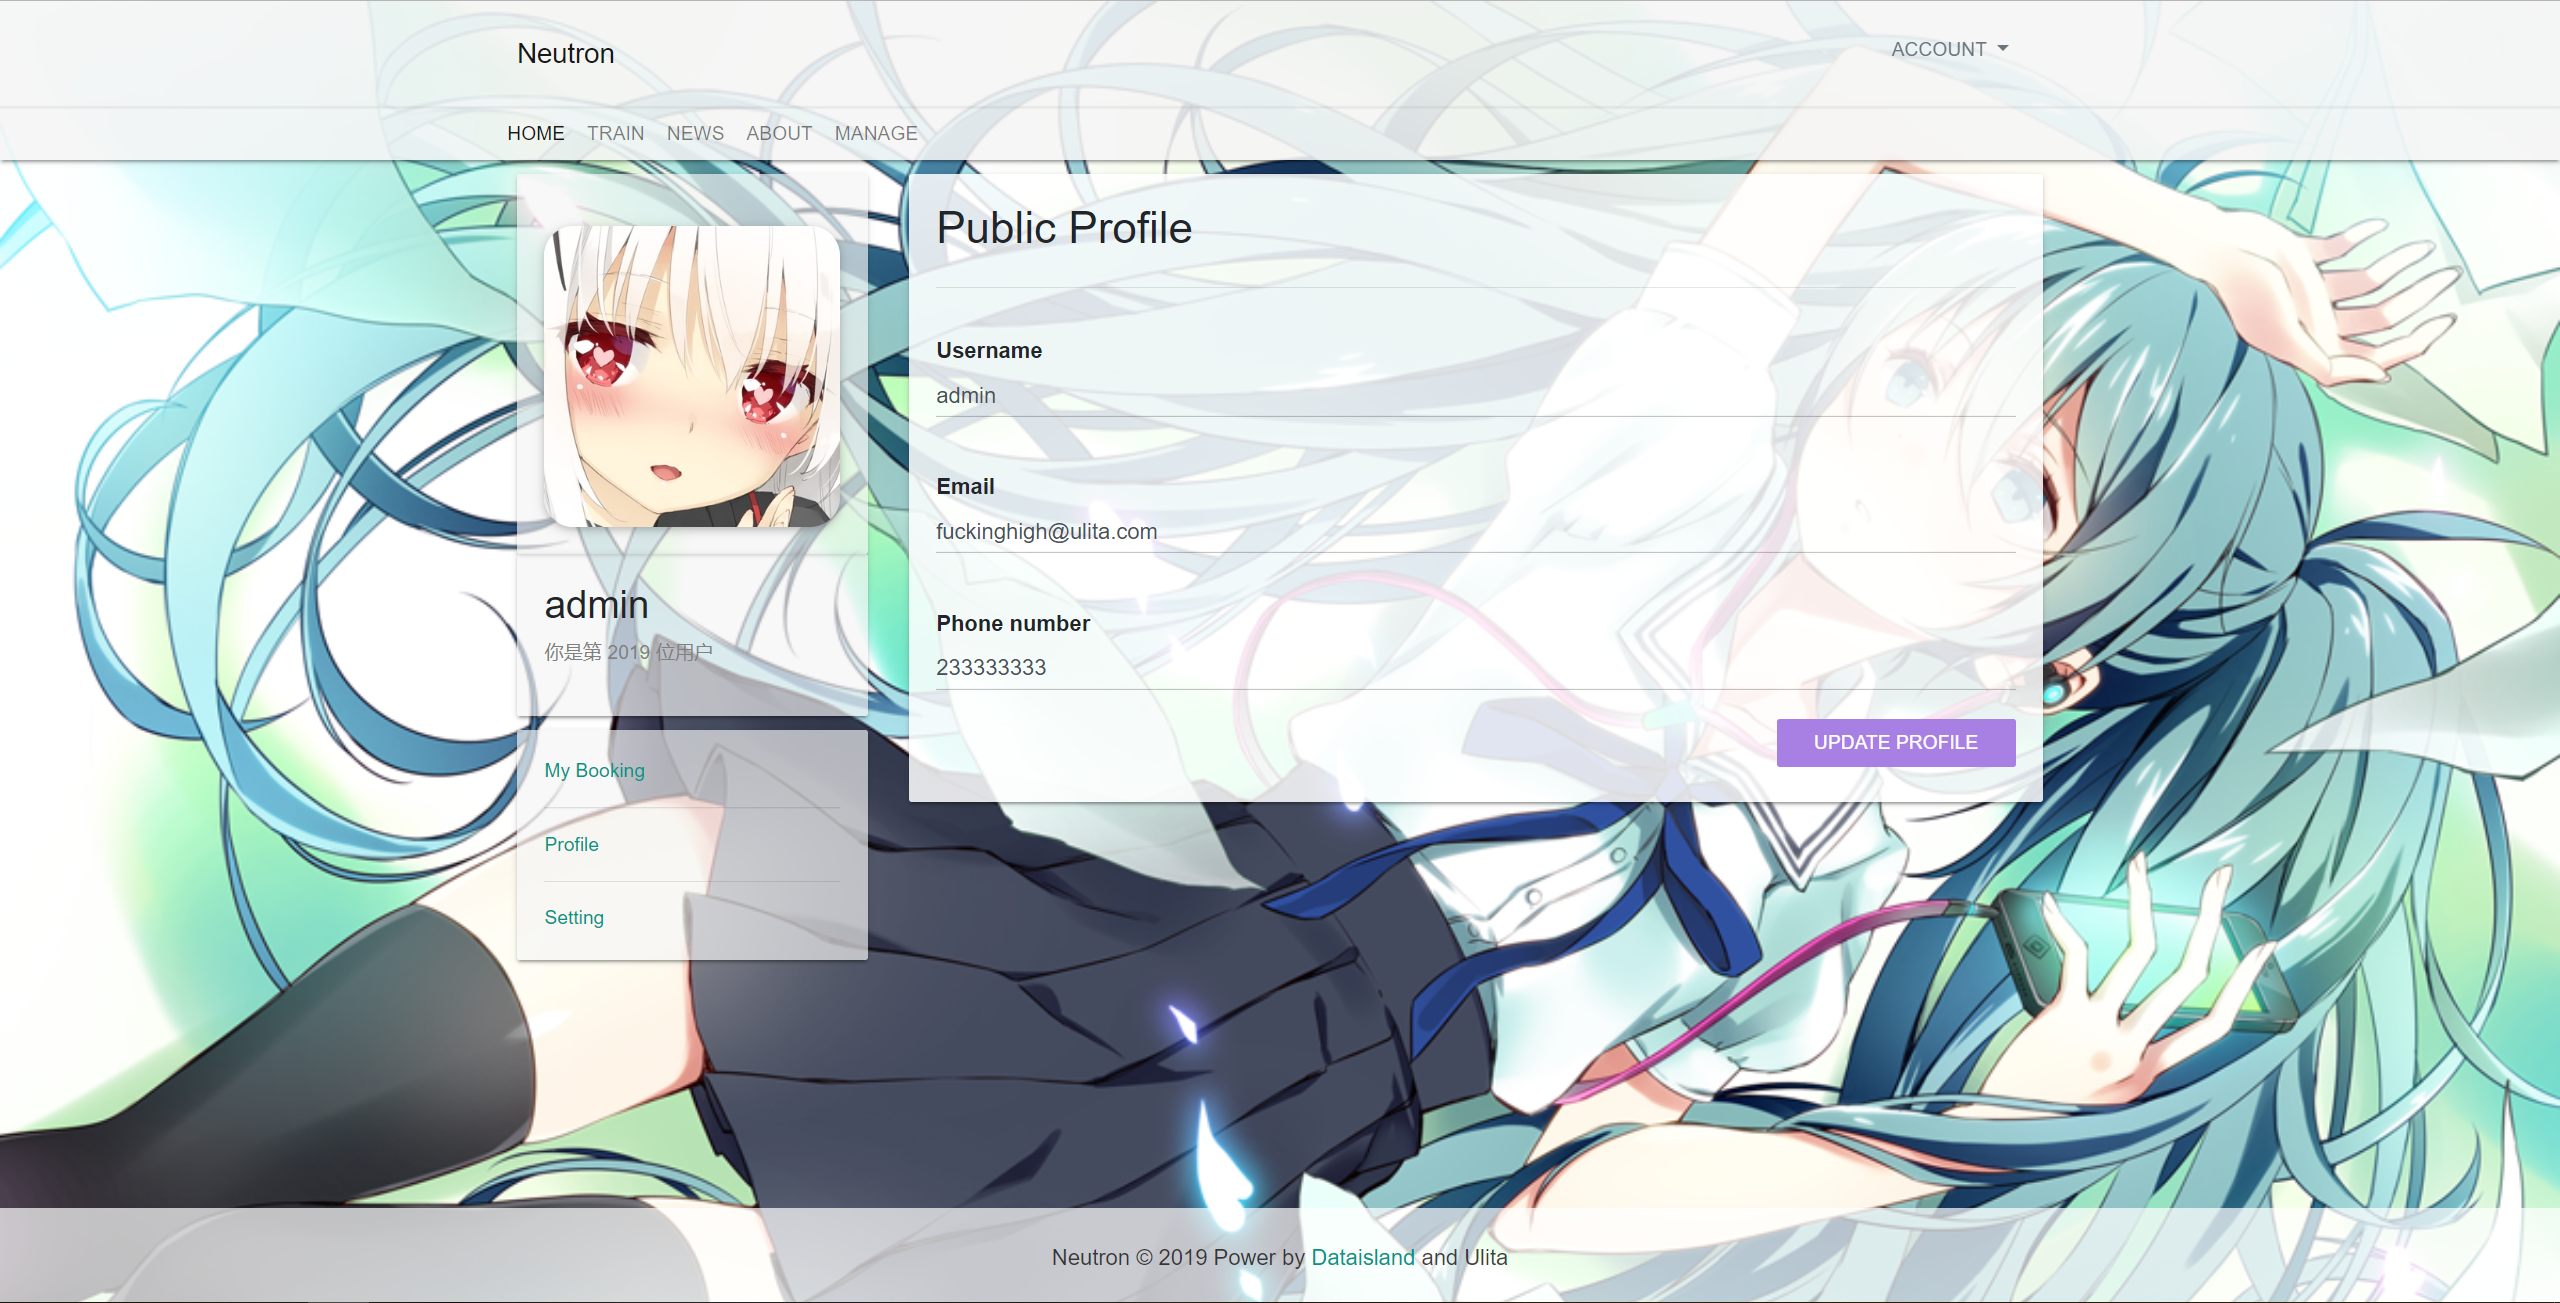 Neutron
ACCOUNT
HOME TRAIN NEWS ABOUT MANAGE
admin
你是第 2019 位用户
My Booking
Profile
Setting
Public Profile
Username
admin
Email
fuckinghigh@ulita.com
Phone number
233333333
UPDATE PROFILE
Neutron © 2019 Power by Dataisland and Ulita